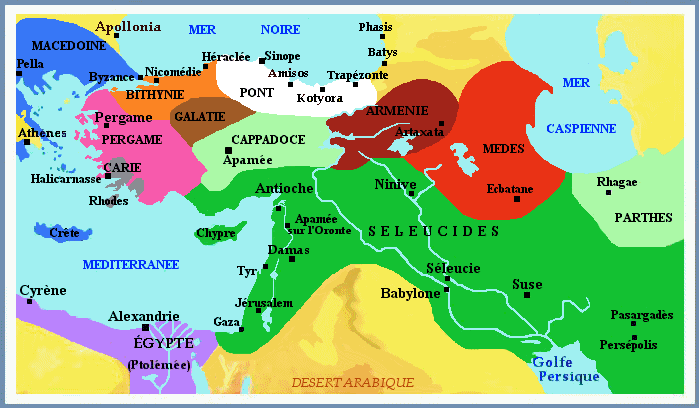 Apollonia
MER NOIRE
Phasis
MACEDOINE
Pella
Héraclée
Sinope
Batys
Byzance
Nicomédie
Amisos
Trapézonte
MER
CASPIENNE
BITHYNIE
PONT
Kotyora
Pergame
GALATIE
ARMENIE
Artaxata
Athènes
PERGAME
CAPPADOCE
MEDES
Apamée
CARIE
Halicarnasse
Rhodes
Antioche
Ninive
Ecbatane
Rhagae
PARTHES
Crête
Chypre
Apamée
sur l'Oronte
SELEUCIDES
Damas
MEDITERRANEE
Tyr
Séleucie
Babylone
Suse
Cyrène
Jérusalem
Alexandrie
Gaza
Pasargadès
Persépolis
ÉGYPTE
(Ptolémée)
Golfe
Persique
DESERT ARABIQUE